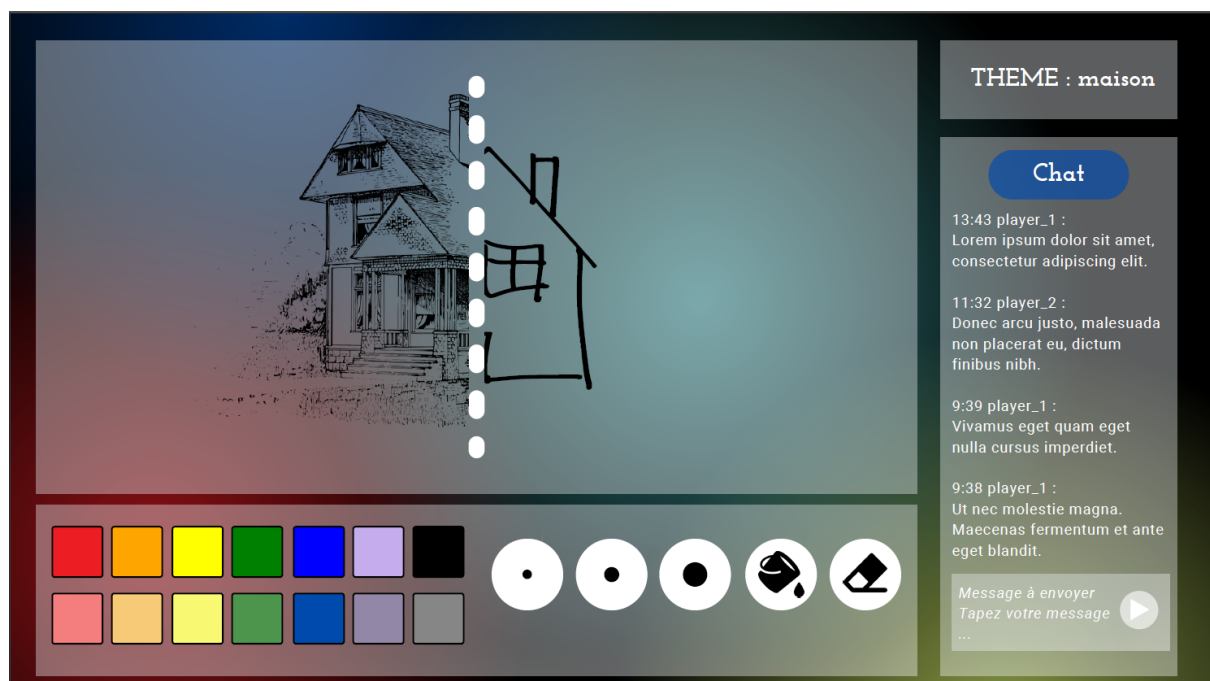 THEME : maison
Chat
13:43 player_1 :
Lorem ipsum dolor sit amet,
consectetur adipiscing elit.
11:32 player_2 :
Donec arcu justo, malesuada
non placerat eu, dictum
finibus nibh.
9:39 player_1 :
Vivamus eget quam eget
nulla cursus imperdiet.
9:38 player_1 :
Ut nec molestie magna.
Maecenas fermentum et ante
eget blandit.
Message à envoyer
Tapez votre message
...